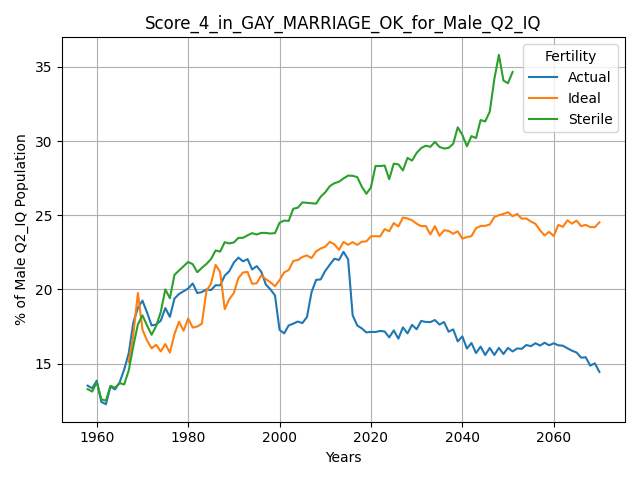 Score_4_in_GAY_MARRIAGE_OK_for_Male_Q2_IQ
% of Male Q2_IQ Population
35
30
25
20
15
Fertility
Actual
Ideal
Sterile
1960
1980
2000
2020
2040
2060
Years